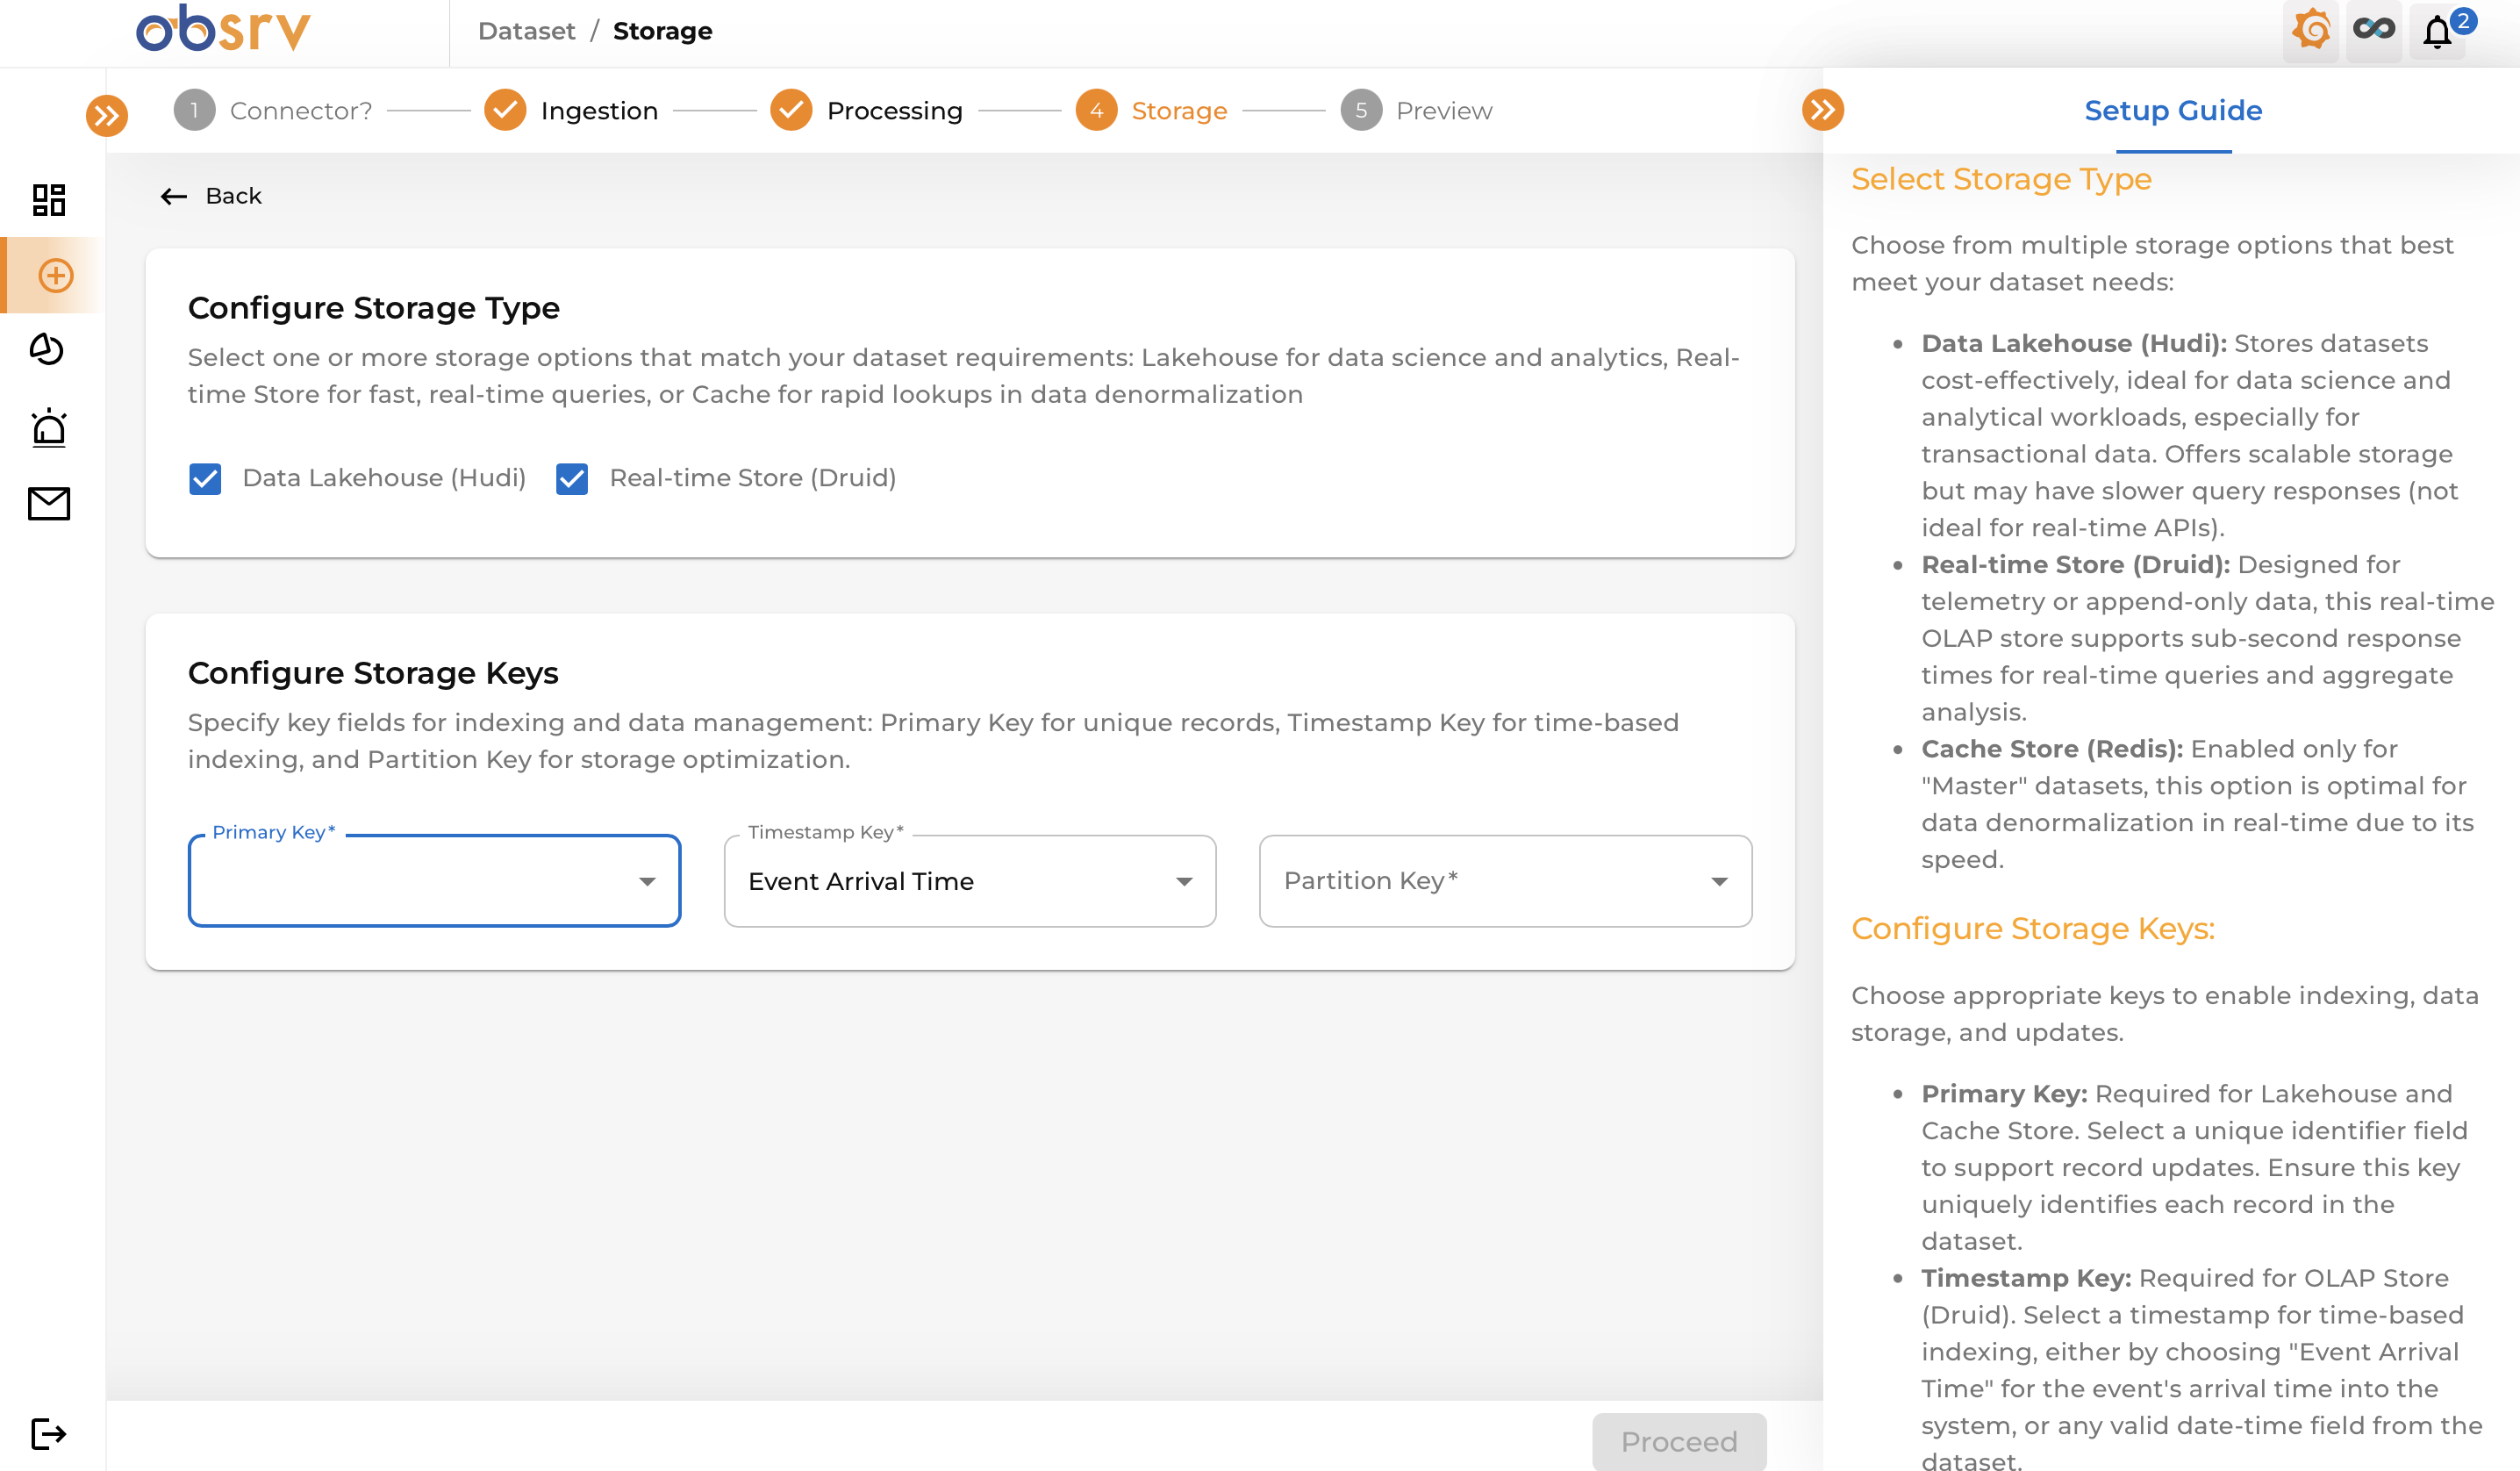 obsrv
Dataset / Storage
2
1 Connector?
Ingestion
Processing
4 Storage
5 Preview
Back
Configure Storage Type
Select one or more storage options that match your dataset requirements: Lakehouse for data science and analytics, Real-
time Store for fast, real-time queries, or Cache for rapid lookups in data denormalization
Data Lakehouse (Hudi)
Real-time Store (Druid)
Configure Storage Keys
Specify key fields for indexing and data management: Primary Key for unique records, Timestamp Key for time-based
indexing, and Partition Key for storage optimization.
Primary Key*
Timestamp Key*
Event Arrival Time
Partition Key*
Proceed
Setup Guide
Select Storage Type
Choose from multiple storage options that best
meet your dataset needs:
Data Lakehouse (Hudi): Stores datasets
cost-effectively, ideal for data science and
analytical workloads, especially for
transactional data. Offers scalable storage
but may have slower query responses (not
ideal for real-time APIs).
Real-time Store (Druid): Designed for
telemetry or append-only data, this real-time
OLAP store supports sub-second response
times for real-time queries and aggregate
analysis.
Cache Store (Redis): Enabled only for
"Master" datasets, this option is optimal for
data denormalization in real-time due to its
speed.
Configure Storage Keys:
Choose appropriate keys to enable indexing, data
storage, and updates.
Primary Key: Required for Lakehouse and
Cache Store. Select a unique identifier field
to support record updates. Ensure this key
uniquely identifies each record in the
dataset.
Timestamp Key: Required for OLAP Store
(Druid). Select a timestamp for time-based
indexing, either by choosing "Event Arrival
Time" for the event's arrival time into the
system, or any valid date-time field from the
dataset.